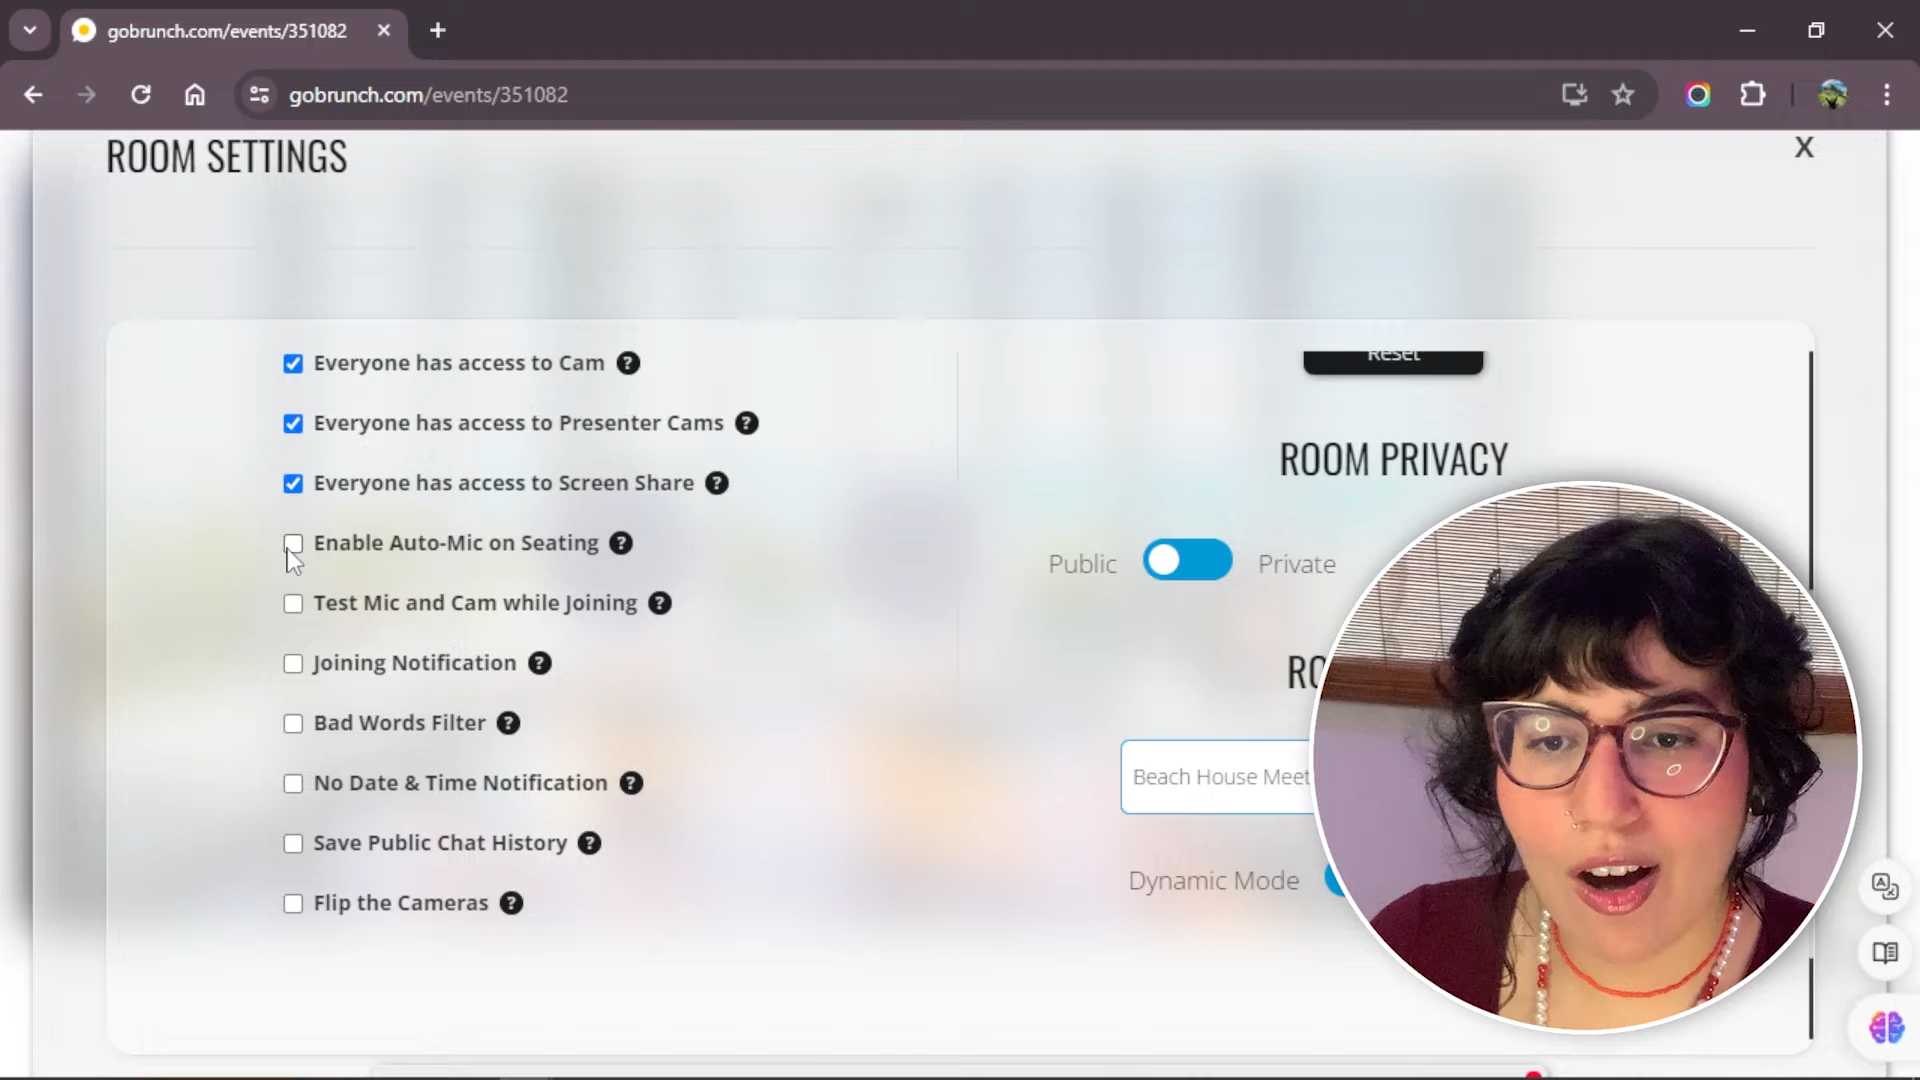 gobrunch.com/events/351082
gobrunch.com/events/351082
ROOM SETTINGS
X
Everyone has access to Cam ?
Everyone has access to Presenter Cams ?
Everyone has access to Screen Share ?
Enable Auto-Mic on Seating ?
Test Mic and Cam while Joining ?
Joining Notification ?
Bad Words Filter ?
No Date & Time Notification ?
Save Public Chat History ?
Flip the Cameras ?
Reset
ROOM PRIVACY
Public Private
RO
Beach House Meet
Dynamic Mode